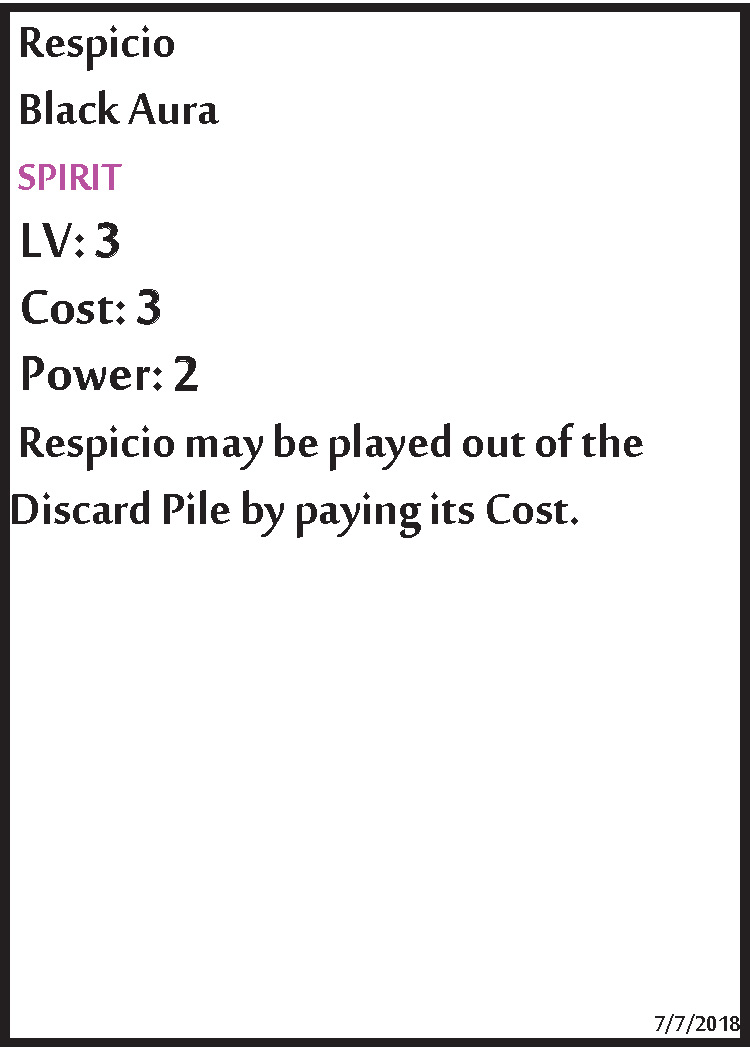 Respicio
Black Aura
SPIRIT
LV: 3
Cost: 3
Power: 2
Respicio may be played out of the
Discard Pile by paying its Cost.
7/7/2018